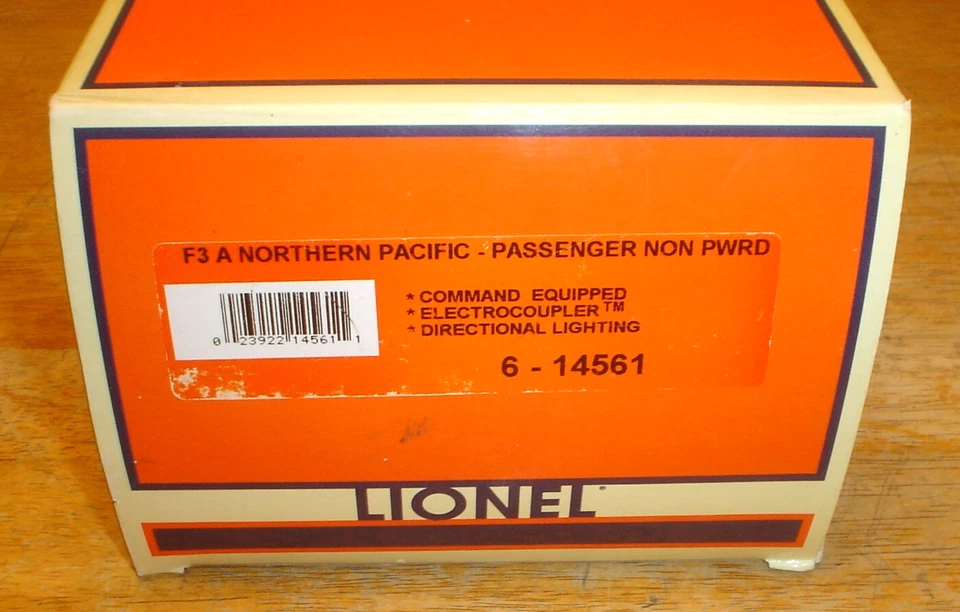 F3 A NORTHERN PACIFIC - PASSENGER NON PWRD
* COMMAND EQUIPPED
* ELECTROCOUPLER™
* DIRECTIONAL LIGHTING
0 23922 14561 1
6 - 14561
LIONEL